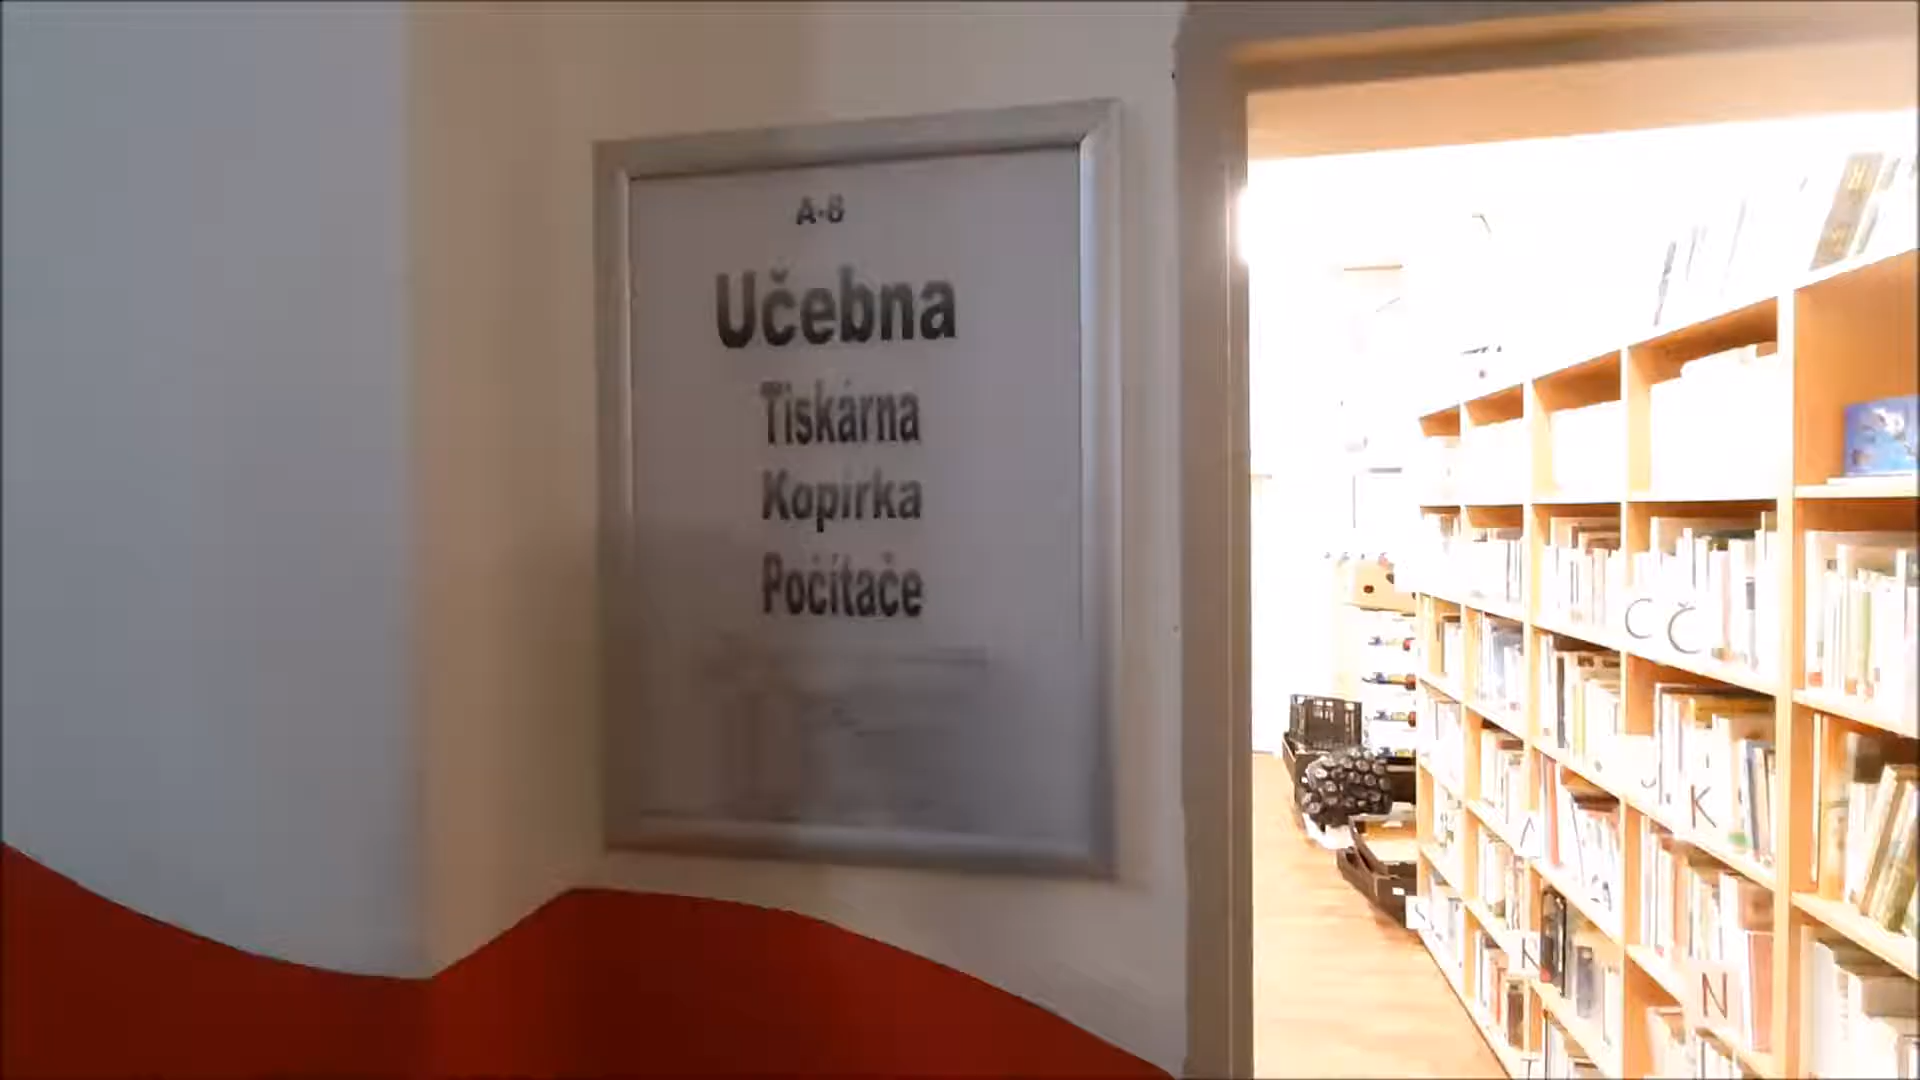 A-8
Učebna
Tiskárna
Kopírka
Počítače
C Č
J K
N
N